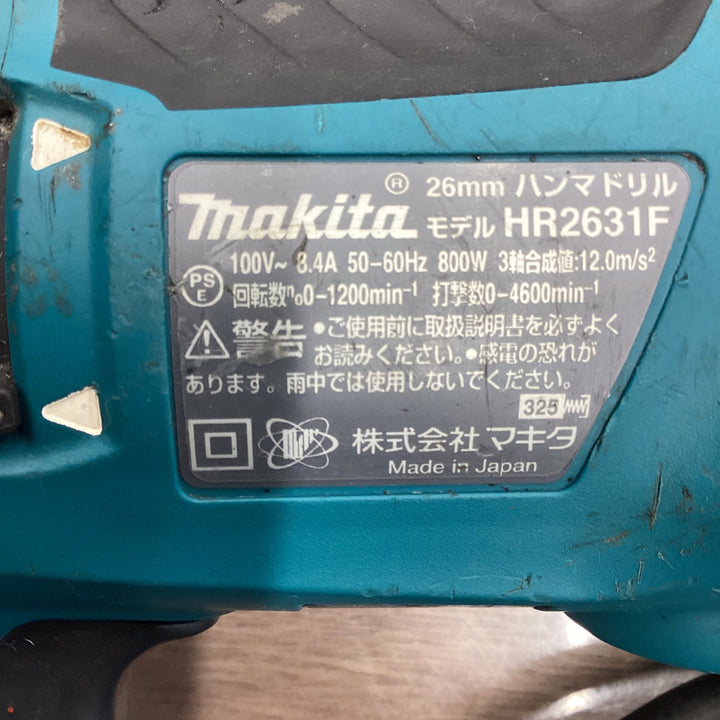 makita ® 26mm ハンマドリル
モデル HR2631F
100V~ 8.4A 50-60Hz 800W 3軸合成値:12.0m/s²
PS E 回転数n₀0-1200min⁻¹ 打撃数0-4600min⁻¹
⚠警告 •ご使用前に取扱説明書を必ずよく
お読みください。•感電の恐れが
あります。雨中では使用しないでください。
325
株式会社 マキタ
Made in Japan